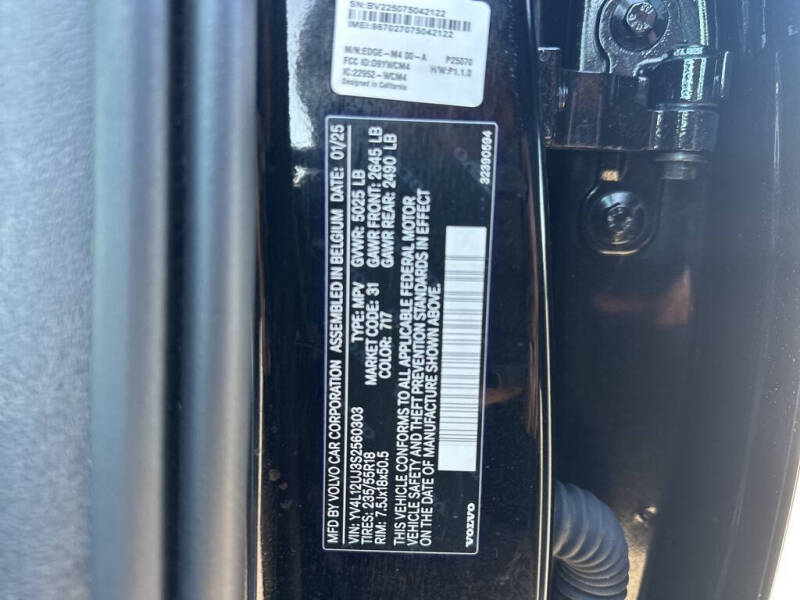 SN:BV225075042122
IMEI:867027075042122
M/N:EDGE-M4 00-A P25070
FCC ID:O9YWCM4 H/W:P1.1.0
IC:22952-WCM4
Designed in California
MFD BY VOLVO CAR CORPORATION ASSEMBLED IN BELGIUM DATE: 01/25
VIN: YV4L12UJ3S2560303 TYPE: MPV GVWR: 5025 LB
TIRES: 235/55R18 MARKET CODE: 31 GAWR FRONT: 2645 LB
RIM: 7.5Jx18x50.5 COLOR: 717 GAWR REAR: 2490 LB
THIS VEHICLE CONFORMS TO ALL APPLICABLE FEDERAL MOTOR
VEHICLE SAFETY AND THEFT PREVENTION STANDARDS IN EFFECT
ON THE DATE OF MANUFACTURE SHOWN ABOVE.
VOLVO 32390594